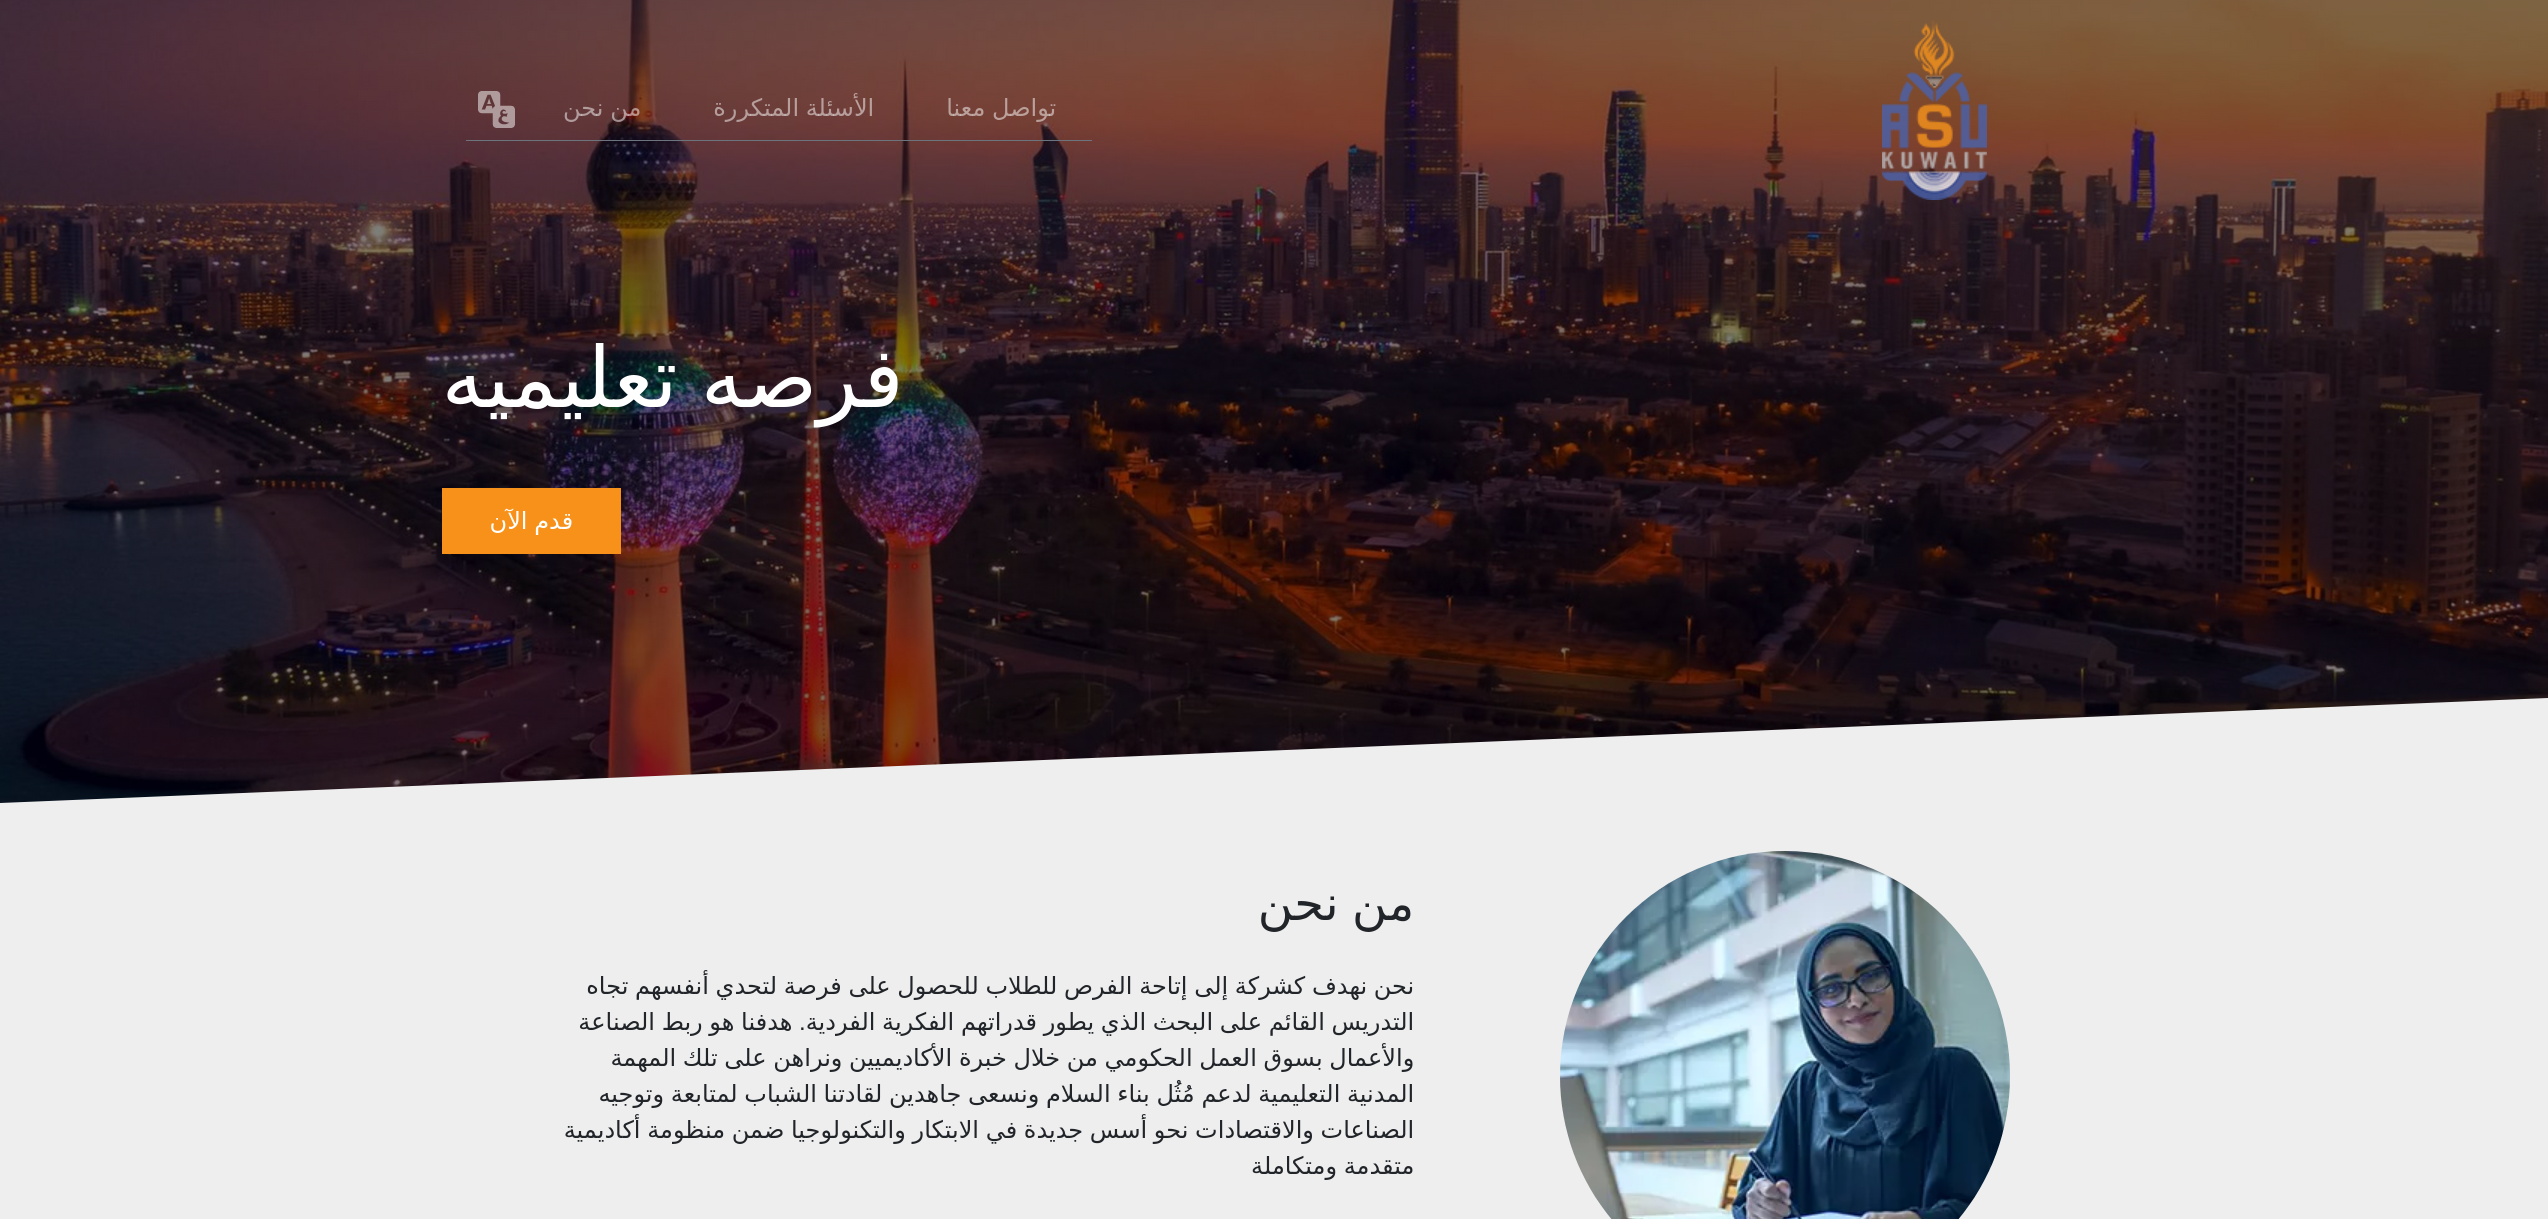 ASU
KUWAIT
تواصل معنا
الأسئلة المتكررة
من نحن
A
ع
فرصه تعليميه
قدم الآن
من نحن
نحن نهدف كشركة إلى إتاحة الفرص للطلاب للحصول على فرصة لتحدي أنفسهم تجاه
التدريس القائم على البحث الذي يطور قدراتهم الفكرية الفردية. هدفنا هو ربط الصناعة
والأعمال بسوق العمل الحكومي من خلال خبرة الأكاديميين ونراهن على تلك المهمة
المدنية التعليمية لدعم مُثُل بناء السلام ونسعى جاهدين لقادتنا الشباب لمتابعة وتوجيه
الصناعات والاقتصادات نحو أسس جديدة في الابتكار والتكنولوجيا ضمن منظومة أكاديمية
متقدمة ومتكاملة